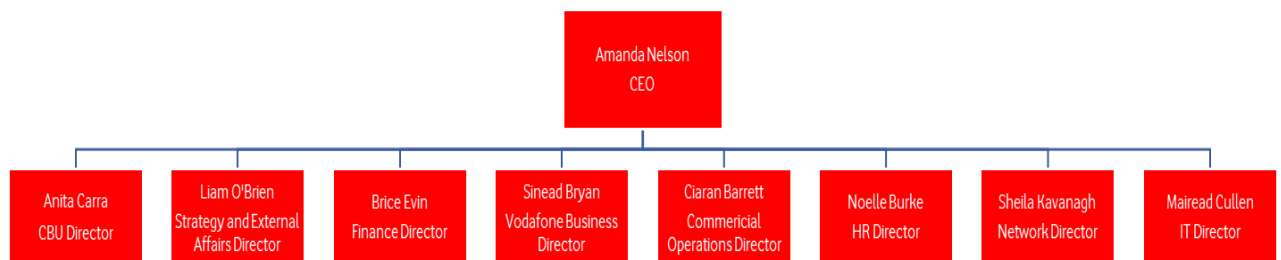 Amanda Nelson
CEO
Anita Carra
CBU Director
Liam O'Brien
Strategy and External
Affairs Director
Brice Evin
Finance Director
Sinead Bryan
Vodafone Business
Director
Ciaran Barrett
Commericial
Operations Director
Noelle Burke
HR Director
Sheila Kavanagh
Network Director
Mairead Cullen
IT Director